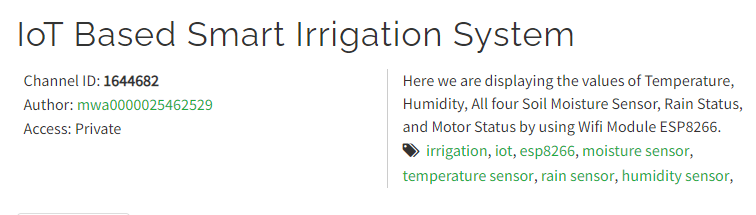 IoT Based Smart Irrigation System
Channel ID: 1644682
Author: mwa0000025462529
Access: Private
Here we are displaying the values of Temperature,
Humidity, All four Soil Moisture Sensor, Rain Status,
and Motor Status by using Wifi Module ESP8266.
irrigation, iot, esp8266, moisture sensor,
temperature sensor, rain sensor, humidity sensor,